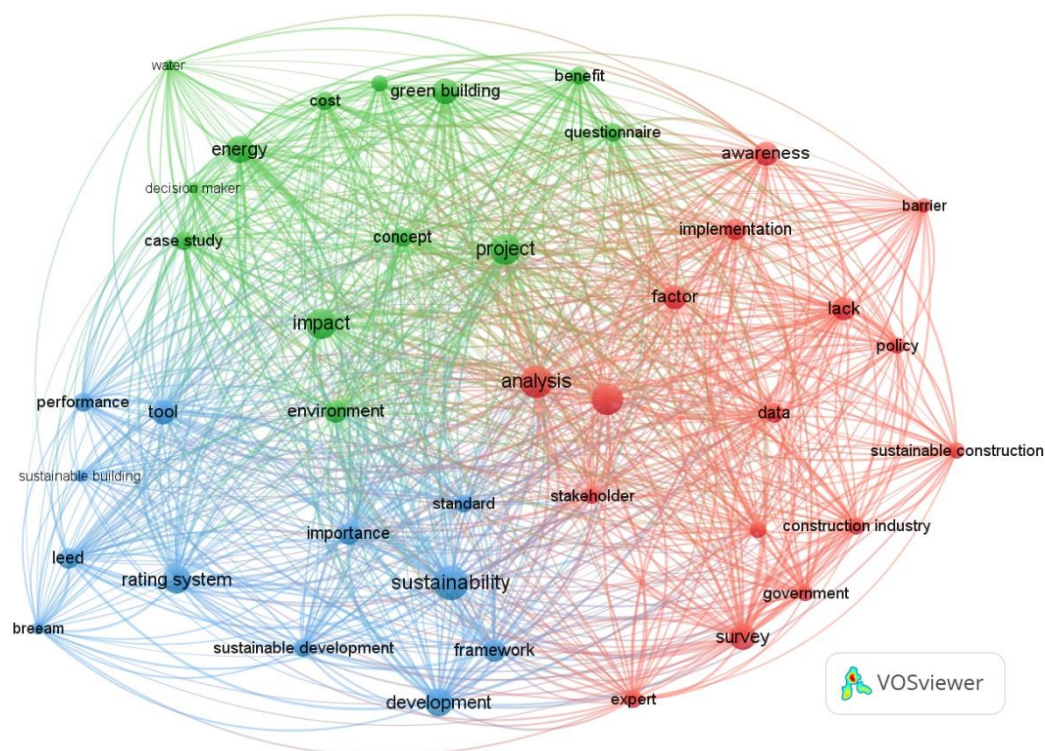 water
benefit
green building
cost
questionnaire
energy
awareness
decision maker
barrier
implementation
case study
concept
project
factor
lack
impact
policy
analysis
performance
tool
environment
data
sustainable construction
sustainable building
standard
stakeholder
importance
construction industry
leed
rating system
sustainability
government
breeam
survey
sustainable development
framework
development
expert
VOSviewer